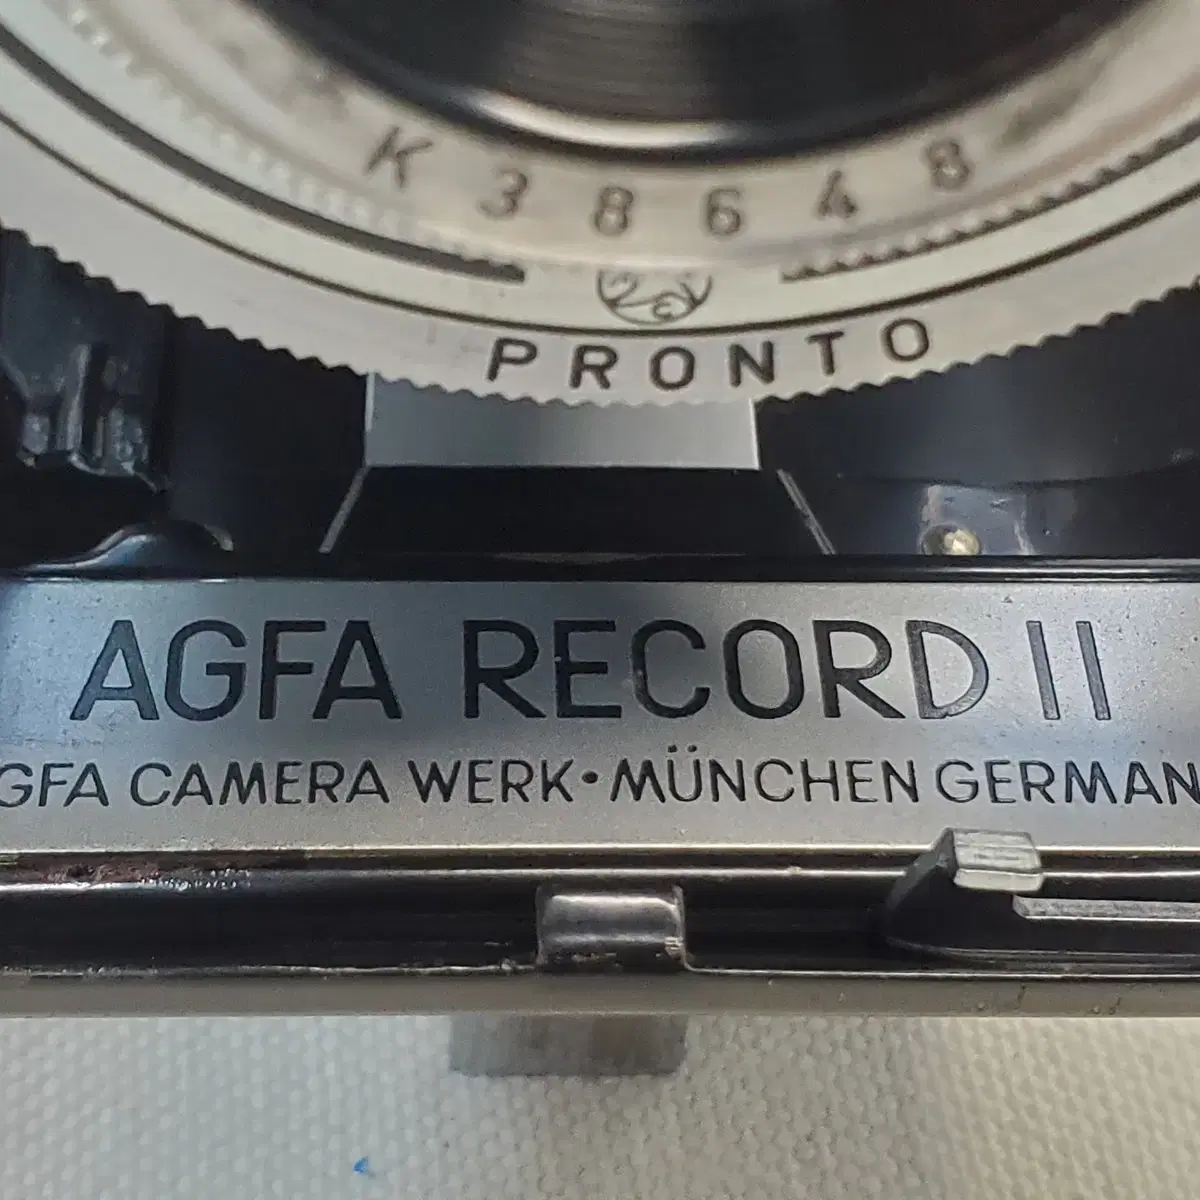 K 38648
PRONTO
AGFA RECORD II
GFA CAMERA WERK·MÜNCHEN GERMAN